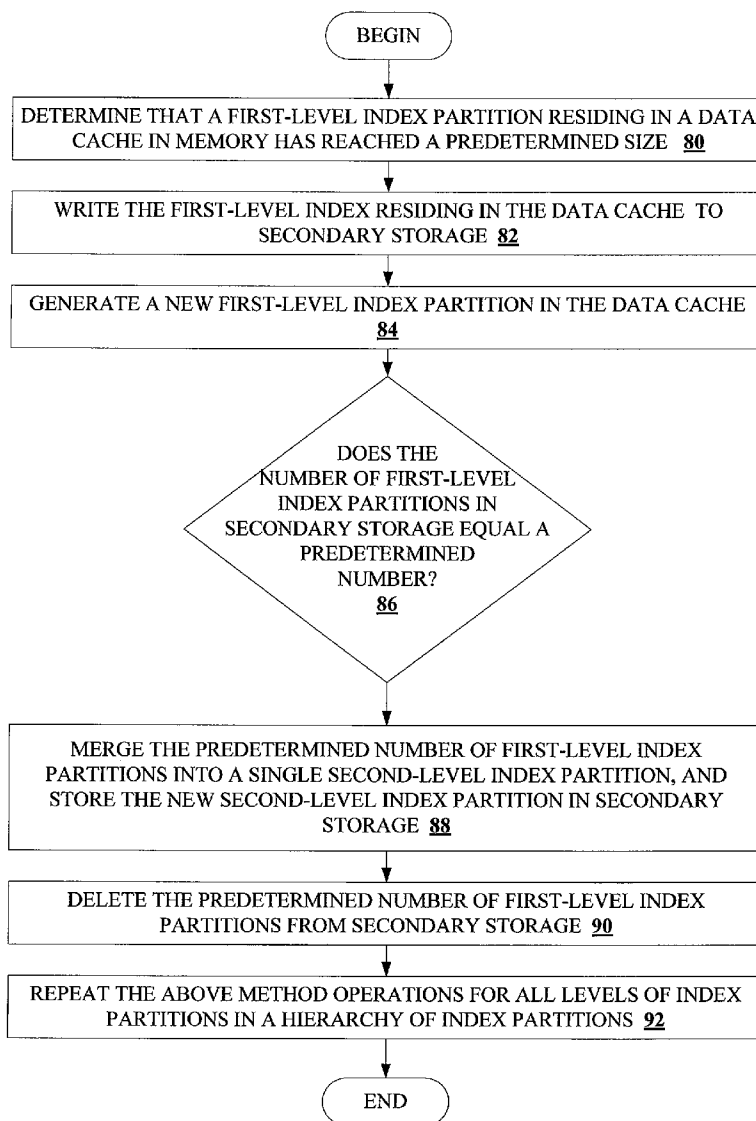 BEGIN
DETERMINE THAT A FIRST-LEVEL INDEX PARTITION RESIDING IN A DATA
CACHE IN MEMORY HAS REACHED A PREDETERMINED SIZE 80
WRITE THE FIRST-LEVEL INDEX RESIDING IN THE DATA CACHE TO
SECONDARY STORAGE 82
GENERATE A NEW FIRST-LEVEL INDEX PARTITION IN THE DATA CACHE
84
DOES THE
NUMBER OF FIRST-LEVEL
INDEX PARTITIONS IN
SECONDARY STORAGE EQUAL A
PREDETERMINED
NUMBER?
86
MERGE THE PREDETERMINED NUMBER OF FIRST-LEVEL INDEX
PARTITIONS INTO A SINGLE SECOND-LEVEL INDEX PARTITION, AND
STORE THE NEW SECOND-LEVEL INDEX PARTITION IN SECONDARY
STORAGE 88
DELETE THE PREDETERMINED NUMBER OF FIRST-LEVEL INDEX
PARTITIONS FROM SECONDARY STORAGE 90
REPEAT THE ABOVE METHOD OPERATIONS FOR ALL LEVELS OF INDEX
PARTITIONS IN A HIERARCHY OF INDEX PARTITIONS 92
END